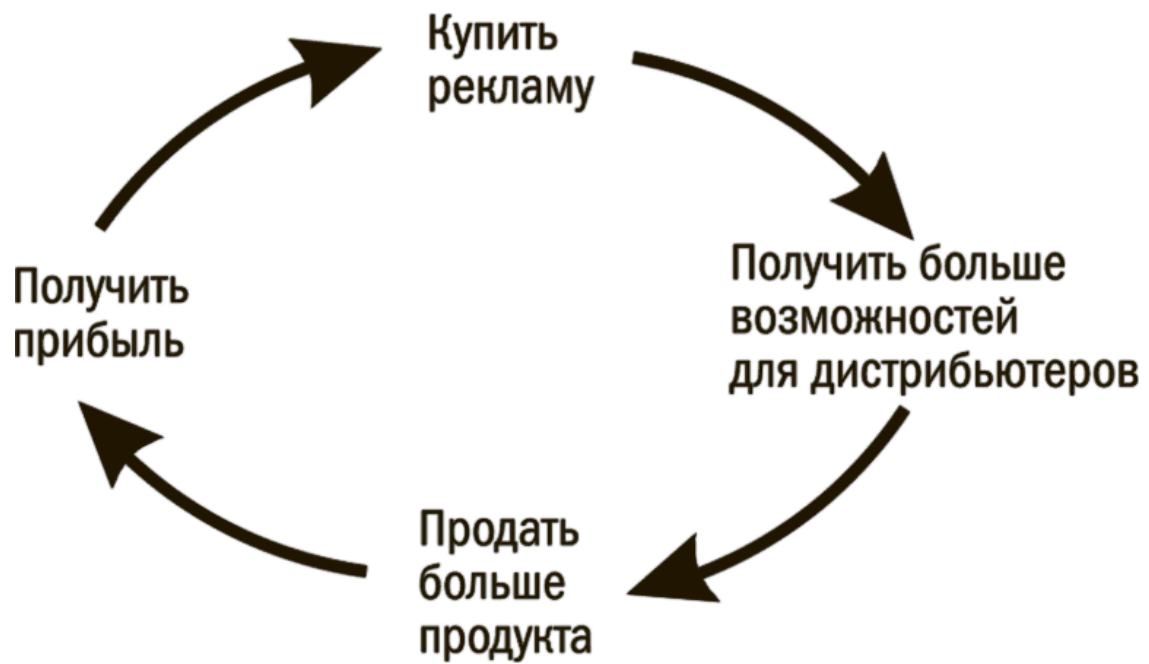 Купить
рекламу
Получить больше
возможностей
для дистрибьютеров
Продать
больше
продукта
Получить
прибыль